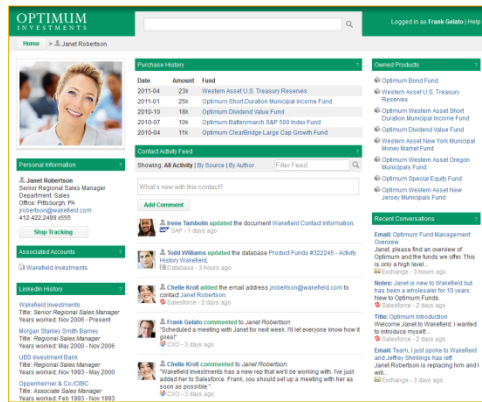 OPTIMUM
INVESTMENTS
Logged in as Frank Gelato | Help
Home > Janet Robertson
Personal Information ?
Janet Robertson
Senior Regional Sales Manager
Department: Sales
Office: Pittsburgh, PA
jrobertson@wakefield.com
412.422.2489 x555
Stop Tracking
Associated Accounts ?
Wakefield Investments
LinkedIn History ?
Wakefield Investments
Title: Senior Regional Sales Manager
Years worked: Nov 2006 - Present
Morgan Stanley Smith Barney
Title: Regional Sales Manager
Years worked: May 2000 - Nov 2006
UBS Investment Bank
Title: Regional Sales Manager
Years worked: Nov 1993 - May 2000
Oppenheimer & Co./CIBC
Title: Associate Sales Manager
Years worked: Feb 1993 - Nov 1993
Purchase History ?
Date Amount Fund
2011-04 23k Western Asset U.S. Treasury Reserves
2011-01 25k Optimum Short Duration Municipal Income Fund
2010-10 18k Optimum Dividend Value Fund
2010-07 10k Optimum Batterymarch S&P 500 Index Fund
2010-04 11k Optimum ClearBridge Large Cap Growth Fund
Contact Activity Feed ?
Showing: All Activity | By Source | By Author
Filter Feed
What's new with this contact?
Add Comment
Irene Tambolin updated the document Wakefield Contact Information.
SAP - 1 days ago
Todd Williams updated the database Product Funds #322245 - Activity
History Wakefield.
Database - 3 hours ago
Chelle Kroll added the email address jrobertson@wakefield.com to
contact Janet Robertson.
Salesforce - 2 days ago
Frank Gelato commented to Janet Robertson:
"Scheduled a meeting with Janet for next week. I'll let everyone know how it
goes!"
CXO - 3 days ago
Chelle Kroll commented to Janet Robertson:
"Wakefield Investments has a new rep that we'll be working with. I've just
added her to Salesforce. Frank, you should set up a meeting with her as
soon as possible."
CXO - 3 days ago
Owned Products ?
Optimum Bond Fund
Western Asset U.S. Treasury
Reserves
Optimum Western Asset Short
Duration Municipal Income Fund
Optimum Dividend Value Fund
Western Asset New York Municipal
Money Market Fund
Optimum Western Asset Oregon
Municipals Fund
Optimum Special Equity Fund
Optimum Western Asset New
Jersey Municipals Fund
Recent Conversations ?
Email: Optimum Fund Management
Overview
Janet, please find an overview of
Optimum and the funds we offer. This
is only a high level...
Exchange - 3 days ago
Notes: Janet is new to Wakefield but
has been a wholesaler for 10 years
New to Optimum Funds.
Salesforce - 2 days ago
Title: Optimum Introduction
Welcome Janet to Wakefield. I wanted
to introduce myself...
Salesforce - 2 days ago
Email: Team, I just spoke to Wakefield
and Jeffrey Shinlings has left
Janet Robertson is replacing him and I
will...
Exchange - 3 days ago